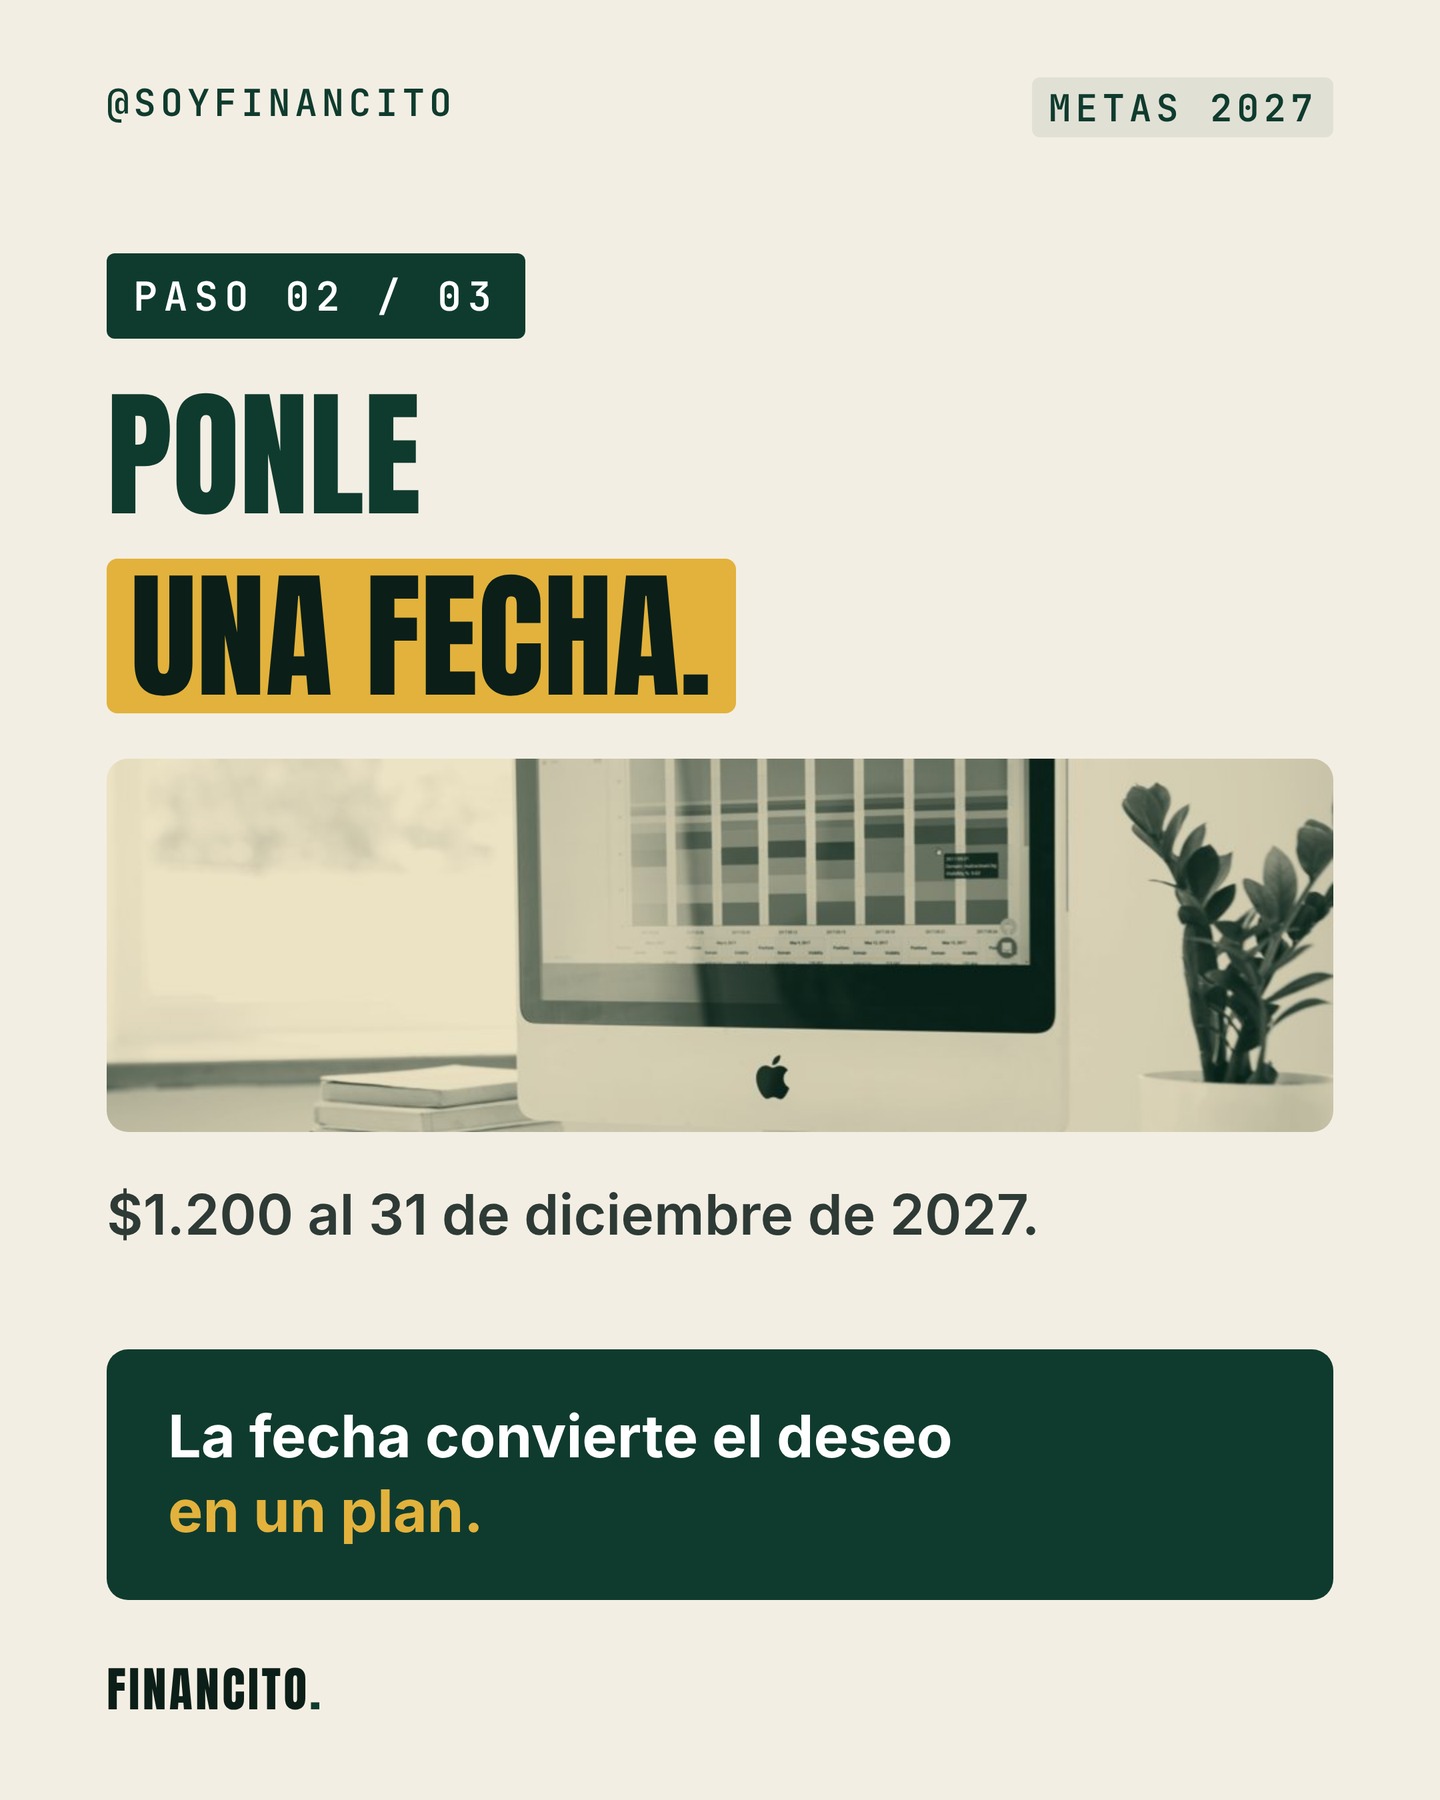 @SOYFINANCITO
METAS 2027
PASO 02 / 03
PONLE
UNA FECHA.
$1.200 al 31 de diciembre de 2027.
La fecha convierte el deseo
en un plan.
FINANCITO.